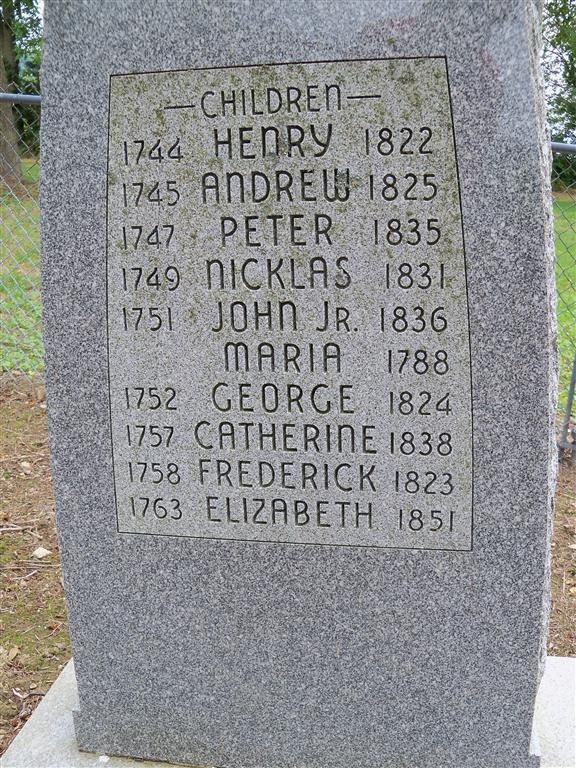 —CHILDREN—
1744 HENRY 1822
1745 ANDREW 1825
1747 PETER 1835
1749 NICKLAS 1831
1751 JOHN JR. 1836
MARIA 1788
1752 GEORGE 1824
1757 CATHERINE 1838
1758 FREDERICK 1823
1763 ELIZABETH 1851